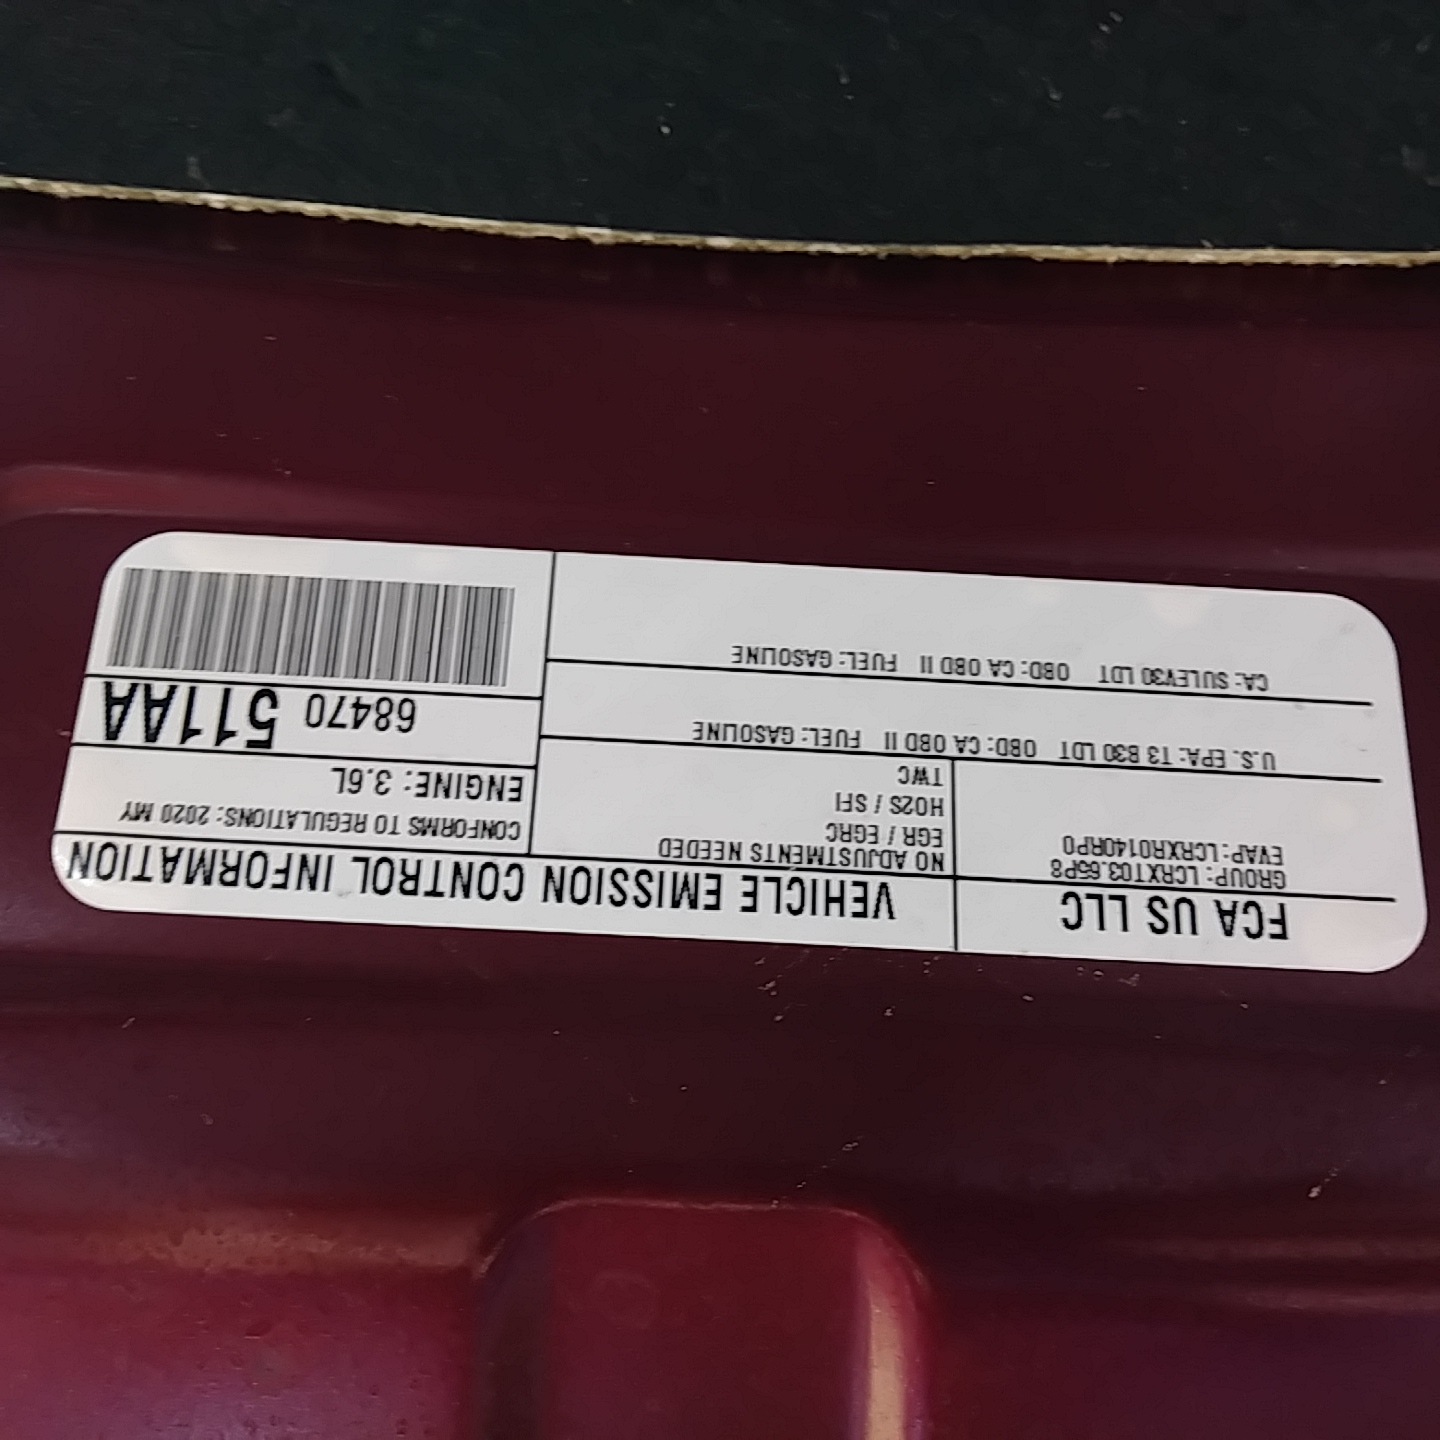 FCA US LLC
VEHICLE EMISSION CONTROL INFORMATION
GROUP: LCRXT03.65P8
EVAP: LCRXR0140RP0
NO ADJUSTMENTS NEEDED
EGR / EGRC
HO2S / SFI
TWC
CONFORMS TO REGULATIONS: 2020 MY
ENGINE: 3.6L
U.S. EPA: T3 B30 LDT OBD: CA OBD II FUEL: GASOLINE
68470 511AA
CA: SULEV30 LDT OBD: CA OBD II FUEL: GASOLINE